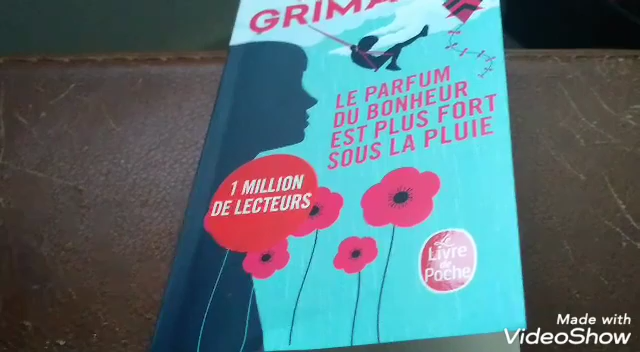 GRIMA
LE PARFUM
DU BONHEUR
EST PLUS FORT
SOUS LA PLUIE
1 MILLION
DE LECTEURS
Le
Livre
de
Poche
Made with
VideoShow